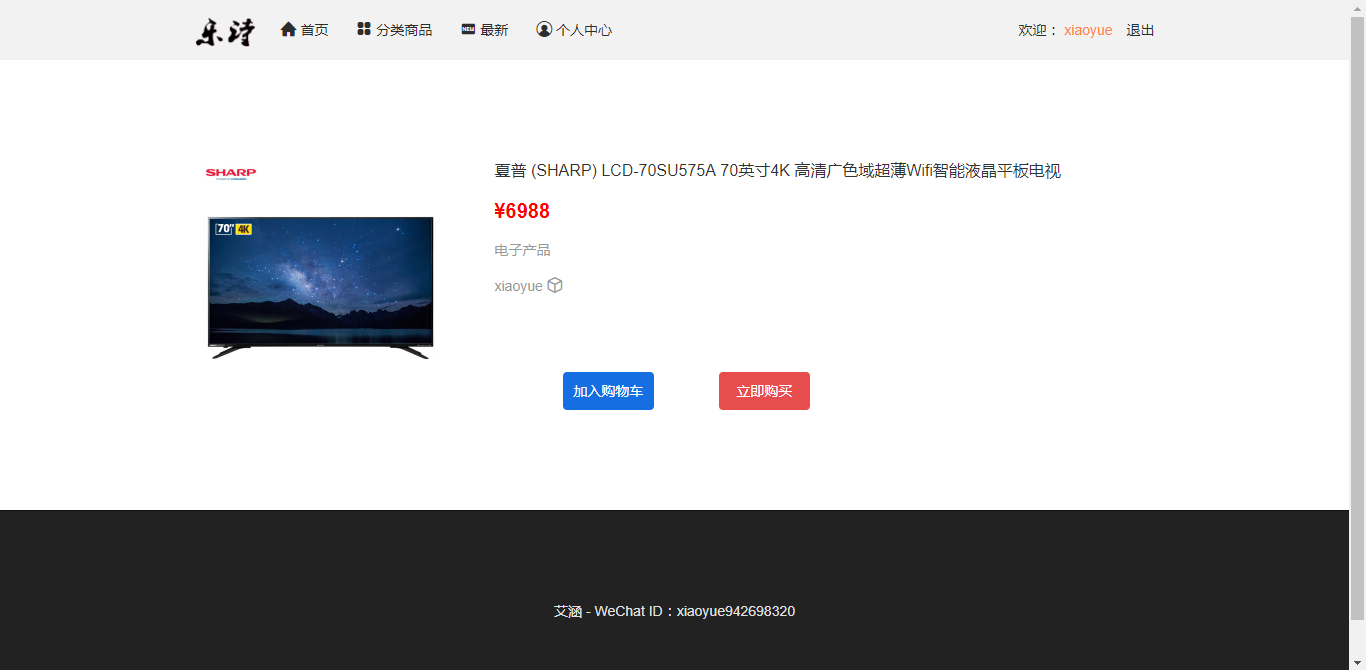 乐诗 首页 分类商品 NEW 最新 个人中心 欢迎： xiaoyue 退出
SHARP
夏普 (SHARP) LCD-70SU575A 70英寸4K 高清广色域超薄Wifi智能液晶平板电视
¥6988
70" 4K
电子产品
xiaoyue
加入购物车 立即购买
艾涵 - WeChat ID：xiaoyue942698320